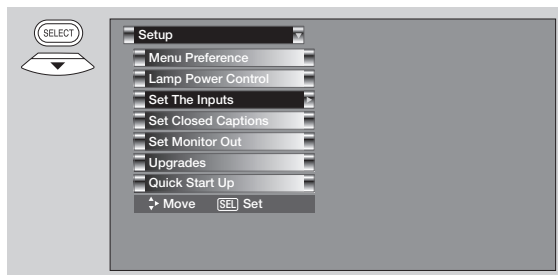 SELECT
Setup
Menu Preference
Lamp Power Control
Set The Inputs
Set Closed Captions
Set Monitor Out
Upgrades
Quick Start Up
Move SEL Set